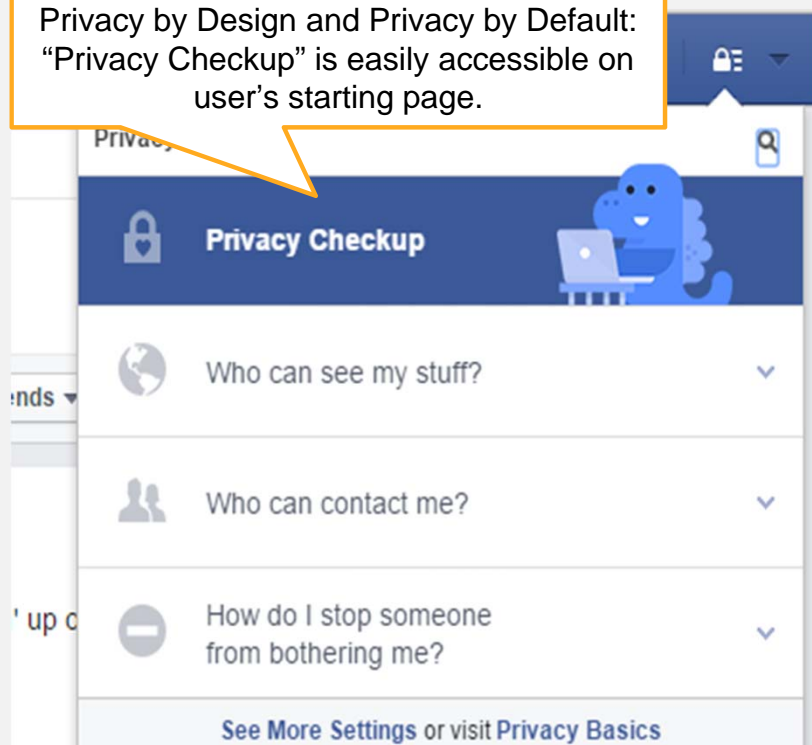 Privacy by Design and Privacy by Default:
“Privacy Checkup” is easily accessible on
user’s starting page.
Privacy Checkup
Who can see my stuff?
ends
Who can contact me?
' up
How do I stop someone
from bothering me?
See More Settings or visit Privacy Basics